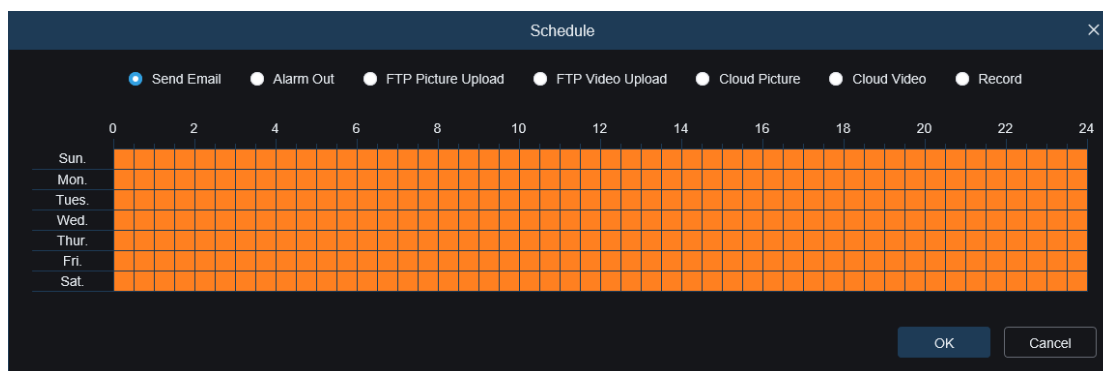 Schedule
Send Email Alarm Out FTP Picture Upload FTP Video Upload Cloud Picture Cloud Video Record
0 2 4 6 8 10 12 14 16 18 20 22 24
Sun.
Mon.
Tues.
Wed.
Thur.
Fri.
Sat.
OK Cancel